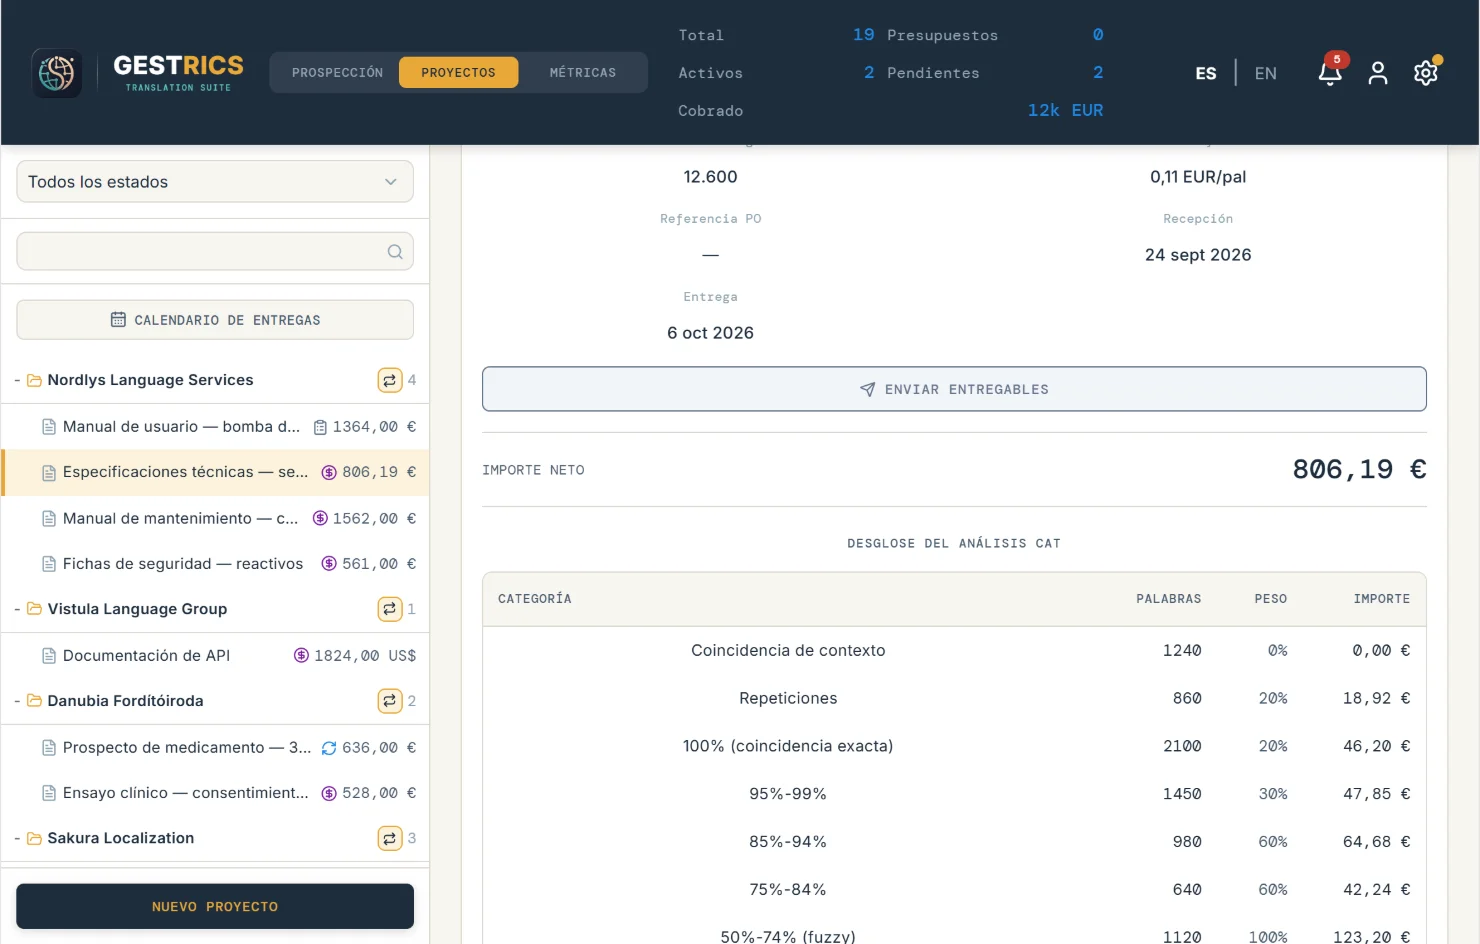 GESTRICS
TRANSLATION SUITE
PROSPECCIÓN
PROYECTOS
MÉTRICAS
Total 19 Presupuestos 0
Activos 2 Pendientes 2
Cobrado 12k EUR
ES EN
5
Todos los estados
CALENDARIO DE ENTREGAS
- Nordlys Language Services 4
Manual de usuario — bomba d... 1364,00 €
Especificaciones técnicas — se... 806,19 €
Manual de mantenimiento — c... 1562,00 €
Fichas de seguridad — reactivos 561,00 €
- Vistula Language Group 1
Documentación de API 1824,00 US$
- Danubia Fordítóiroda 2
Prospecto de medicamento — 3... 636,00 €
Ensayo clínico — consentimient... 528,00 €
- Sakura Localization 3
NUEVO PROYECTO
12.600 0,11 EUR/pal
Referencia PO Recepción
— 24 sept 2026
Entrega
6 oct 2026
ENVIAR ENTREGABLES
IMPORTE NETO 806,19 €
DESGLOSE DEL ANÁLISIS CAT
CATEGORÍA PALABRAS PESO IMPORTE
Coincidencia de contexto 1240 0% 0,00 €
Repeticiones 860 20% 18,92 €
100% (coincidencia exacta) 2100 20% 46,20 €
95%-99% 1450 30% 47,85 €
85%-94% 980 60% 64,68 €
75%-84% 640 60% 42,24 €
50%-74% (fuzzy) 1120 100% 123,20 €